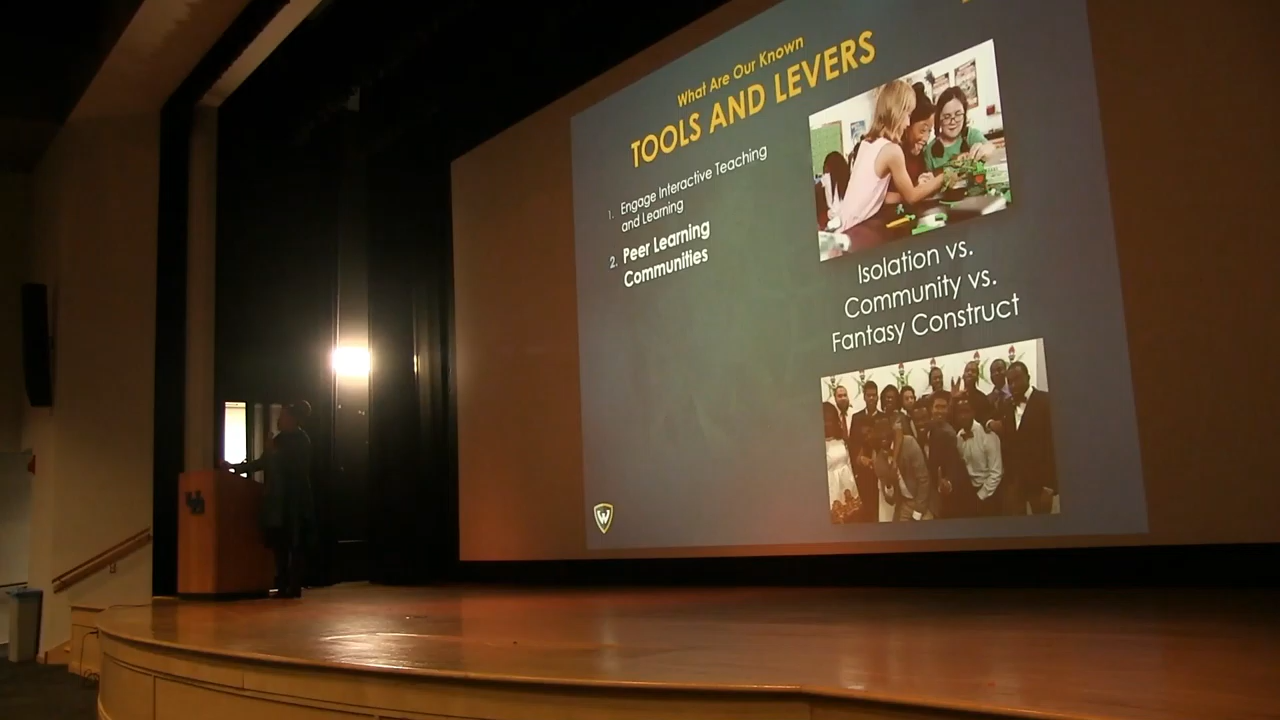 What Are Our Known
TOOLS AND LEVERS
1. Engage Interactive Teaching
and Learning
2. Peer Learning
Communities
Isolation vs.
Community vs.
Fantasy Construct
W